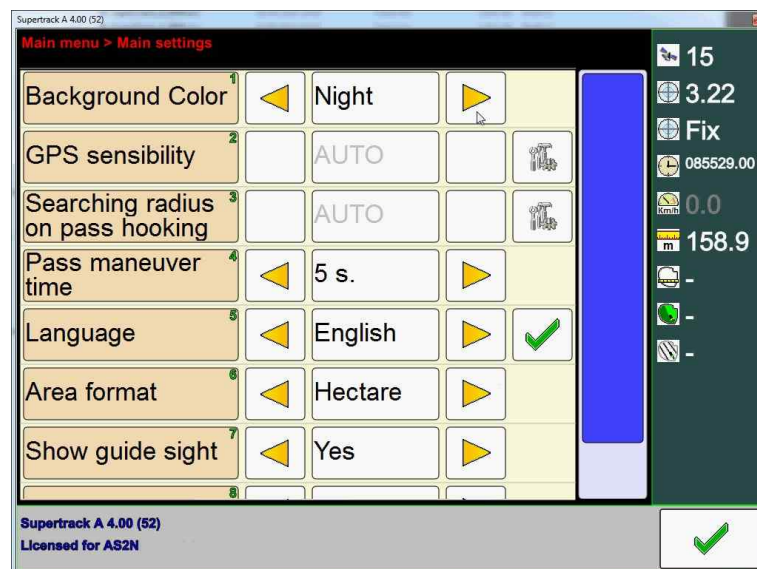 Supertrack A 4.00 (52)
Main menu > Main settings
Background Color 1
Night
GPS sensibility 2
AUTO
Searching radius 3
on pass hooking
AUTO
Pass maneuver 4
time
5 s.
Language 5
English
Area format 6
Hectare
Show guide sight 7
Yes
8
15
3.22
Fix
085529.00
Km/h 0.0
m 158.9
-
-
-
Supertrack A 4.00 (52)
Licensed for AS2N